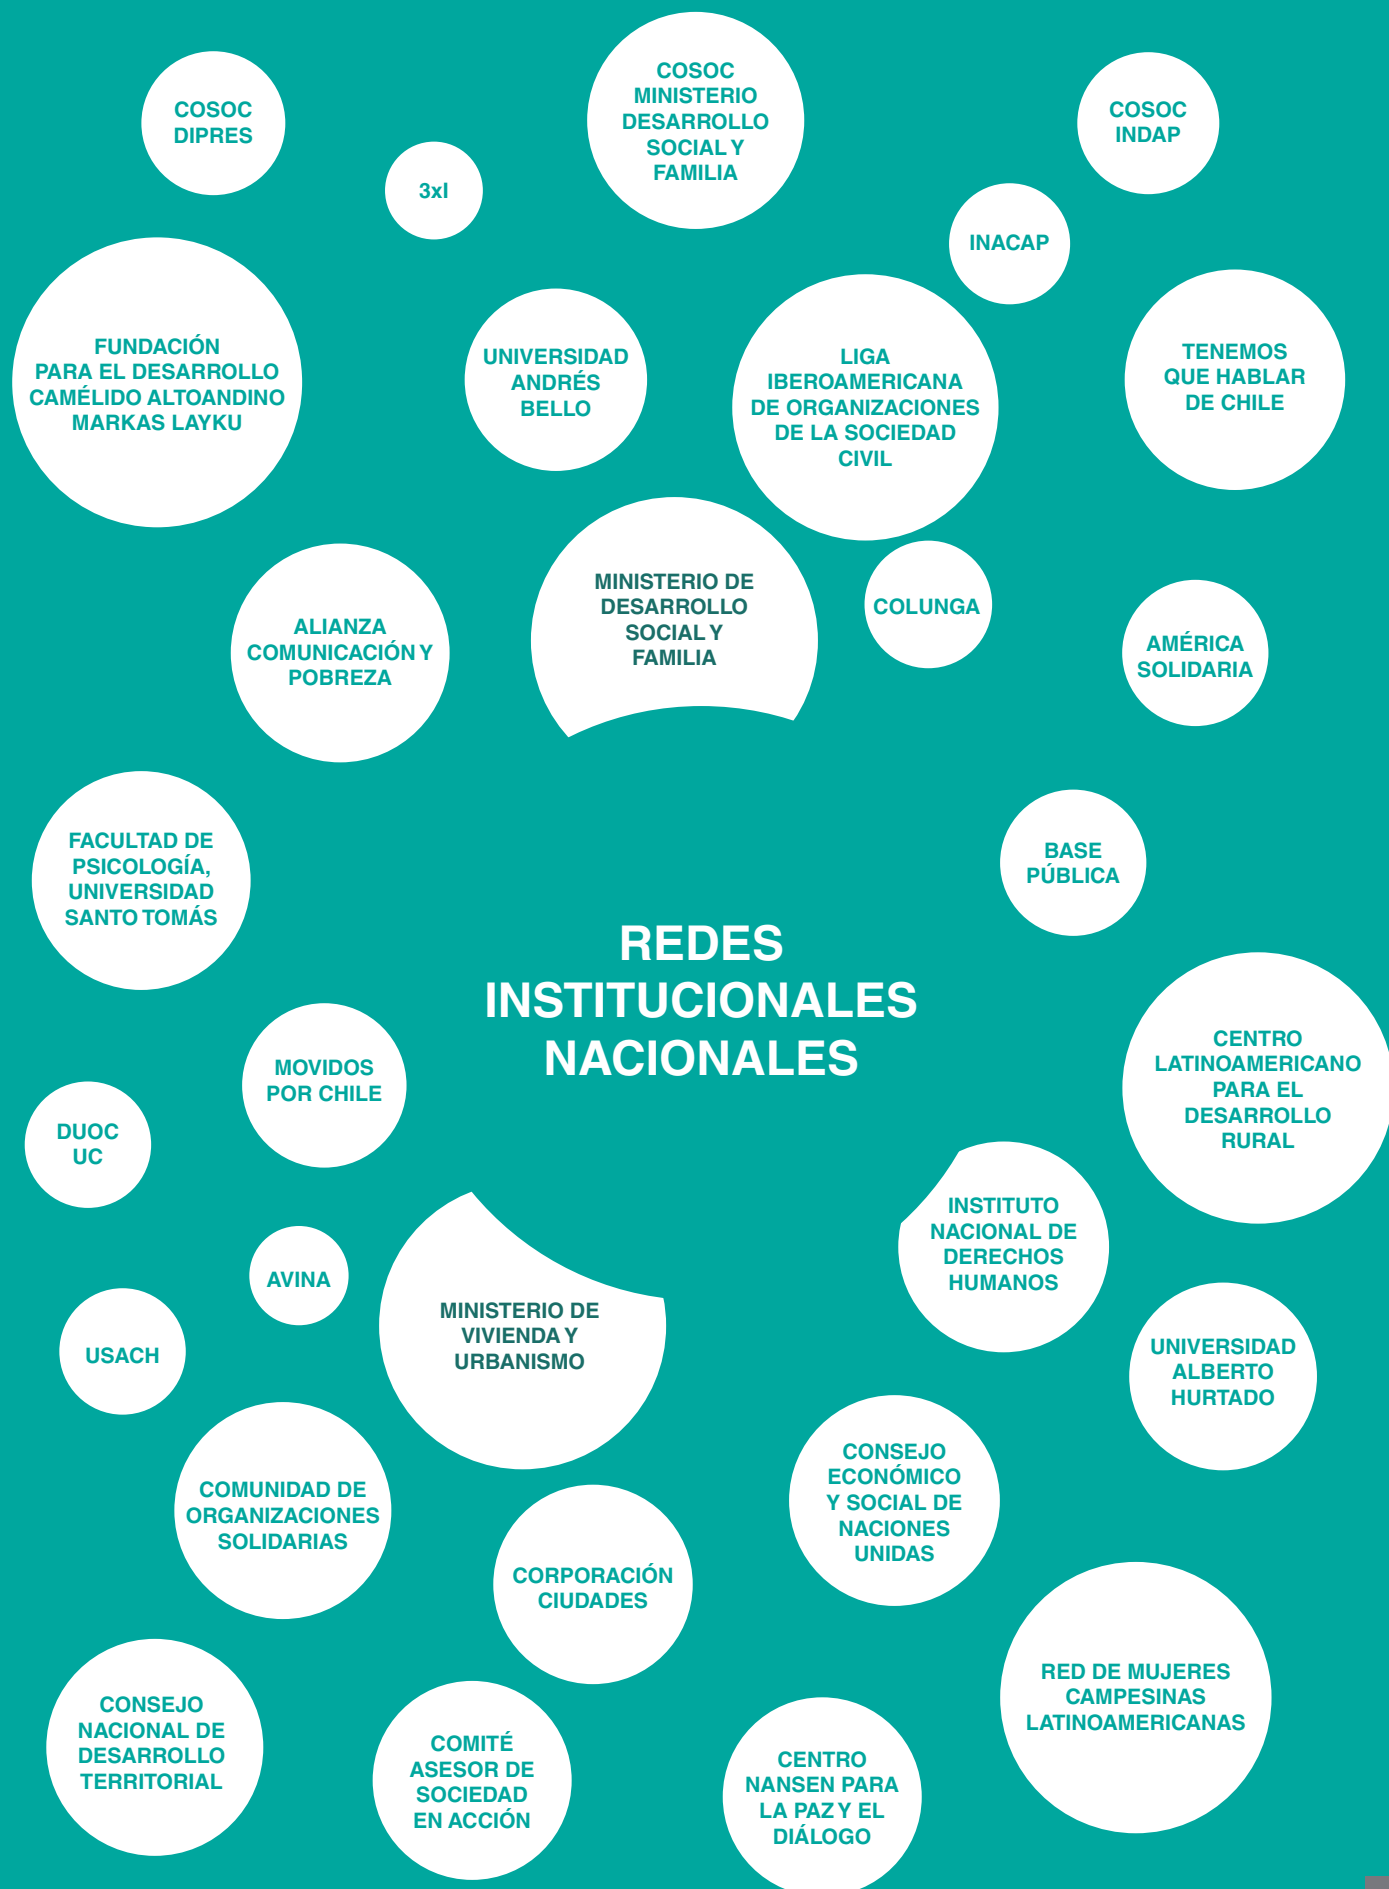 COSOC
DIPRES
3xI
COSOC
MINISTERIO
DESARROLLO
SOCIAL Y
FAMILIA
COSOC
INDAP
INACAP
FUNDACIÓN
PARA EL DESARROLLO
CAMÉLIDO ALTOANDINO
MARKAS LAYKU
UNIVERSIDAD
ANDRÉS
BELLO
LIGA
IBEROAMERICANA
DE ORGANIZACIONES
DE LA SOCIEDAD
CIVIL
TENEMOS
QUE HABLAR
DE CHILE
ALIANZA
COMUNICACIÓN Y
POBREZA
MINISTERIO DE
DESARROLLO
SOCIAL Y
FAMILIA
COLUNGA
AMÉRICA
SOLIDARIA
FACULTAD DE
PSICOLOGÍA,
UNIVERSIDAD
SANTO TOMÁS
BASE
PÚBLICA
REDES
INSTITUCIONALES
NACIONALES
MOVIDOS
POR CHILE
CENTRO
LATINOAMERICANO
PARA EL
DESARROLLO
RURAL
DUOC
UC
INSTITUTO
NACIONAL DE
DERECHOS
HUMANOS
AVINA
MINISTERIO DE
VIVIENDA Y
URBANISMO
USACH
UNIVERSIDAD
ALBERTO
HURTADO
COMUNIDAD DE
ORGANIZACIONES
SOLIDARIAS
CONSEJO
ECONÓMICO
Y SOCIAL DE
NACIONES
UNIDAS
CORPORACIÓN
CIUDADES
RED DE MUJERES
CAMPESINAS
LATINOAMERICANAS
CONSEJO
NACIONAL DE
DESARROLLO
TERRITORIAL
COMITÉ
ASESOR DE
SOCIEDAD
EN ACCIÓN
CENTRO
NANSEN PARA
LA PAZ Y EL
DIÁLOGO